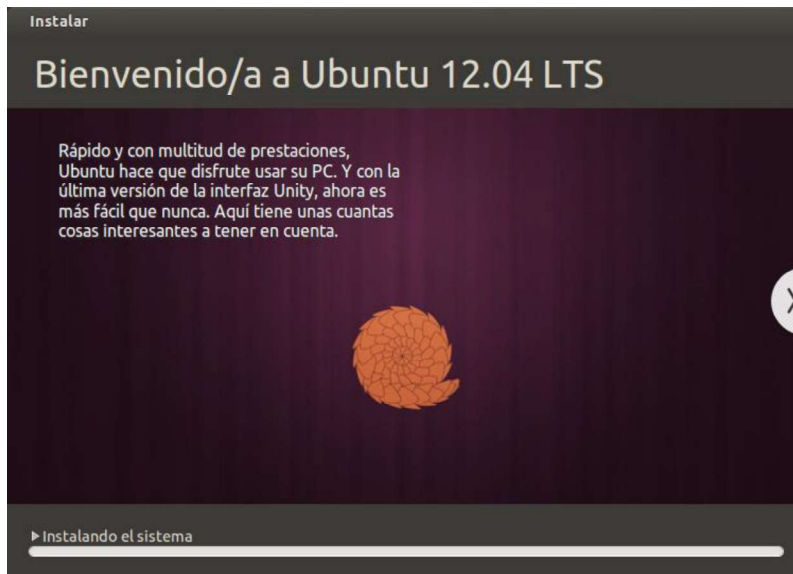 Instalar
Bienvenido/a a Ubuntu 12.04 LTS
Rápido y con multitud de prestaciones,
Ubuntu hace que disfrute usar su PC. Y con la
última versión de la interfaz Unity, ahora es
más fácil que nunca. Aquí tiene unas cuantas
cosas interesantes a tener en cuenta.
Instalando el sistema